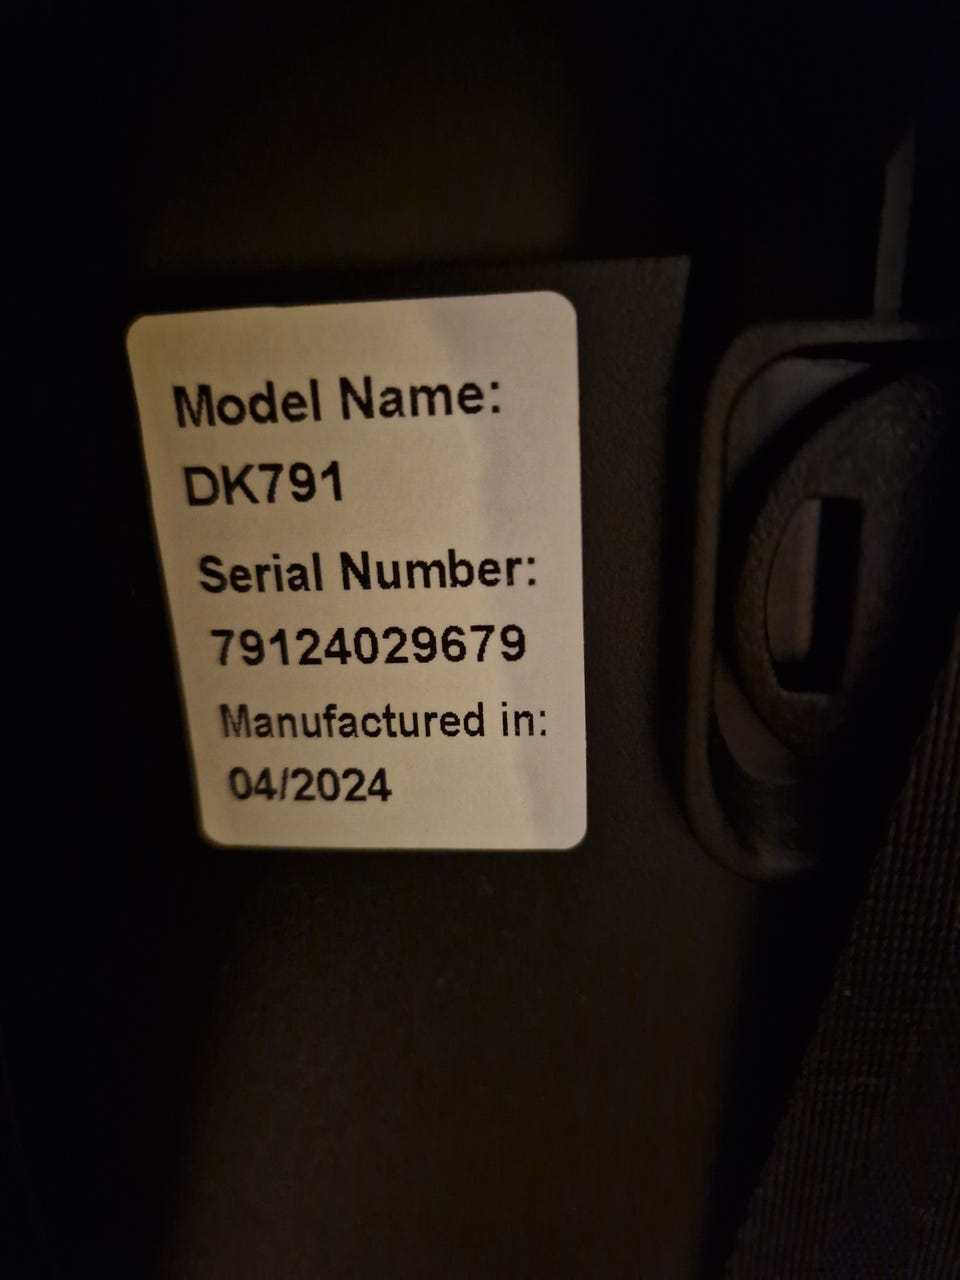 Model Name:
DK791
Serial Number:
79124029679
Manufactured in:
04/2024